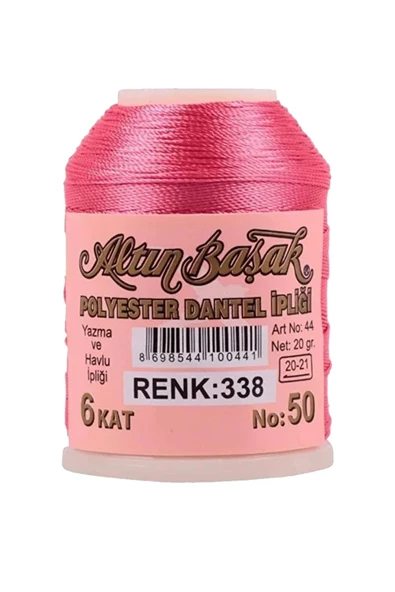 Altın Başak®
POLYESTER DANTEL İPLİĞİ
Yazma
ve
Havlu
İpliği
8 698544 100441
Art No: 44
Net: 20 gr.
20-21
RENK:338
6 KAT
No: 50